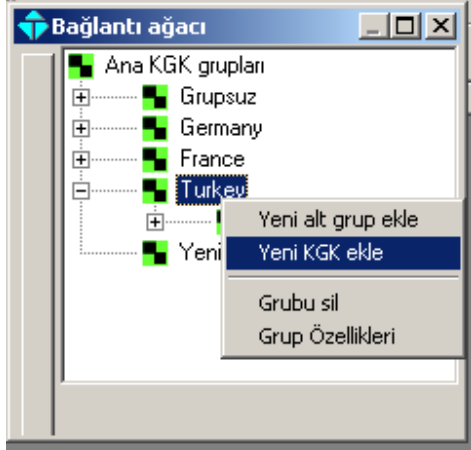 Bağlantı ağacı
Ana KGK grupları
Grupsuz
Germany
France
Turkey
Yeni alt grup ekle
Yeni
Yeni KGK ekle
Grubu sil
Grup Özellikleri